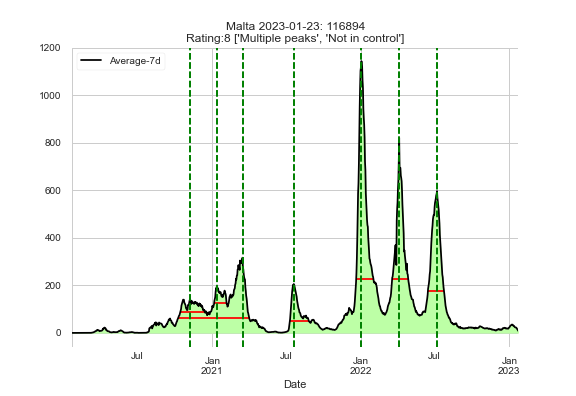 Malta 2023-01-23: 116894
Rating:8 ['Multiple peaks', 'Not in control']
Average-7d
1200
1000
800
600
400
200
0
Jul
Jan
2021
Jul
Jan
2022
Jul
Jan
2023
Date